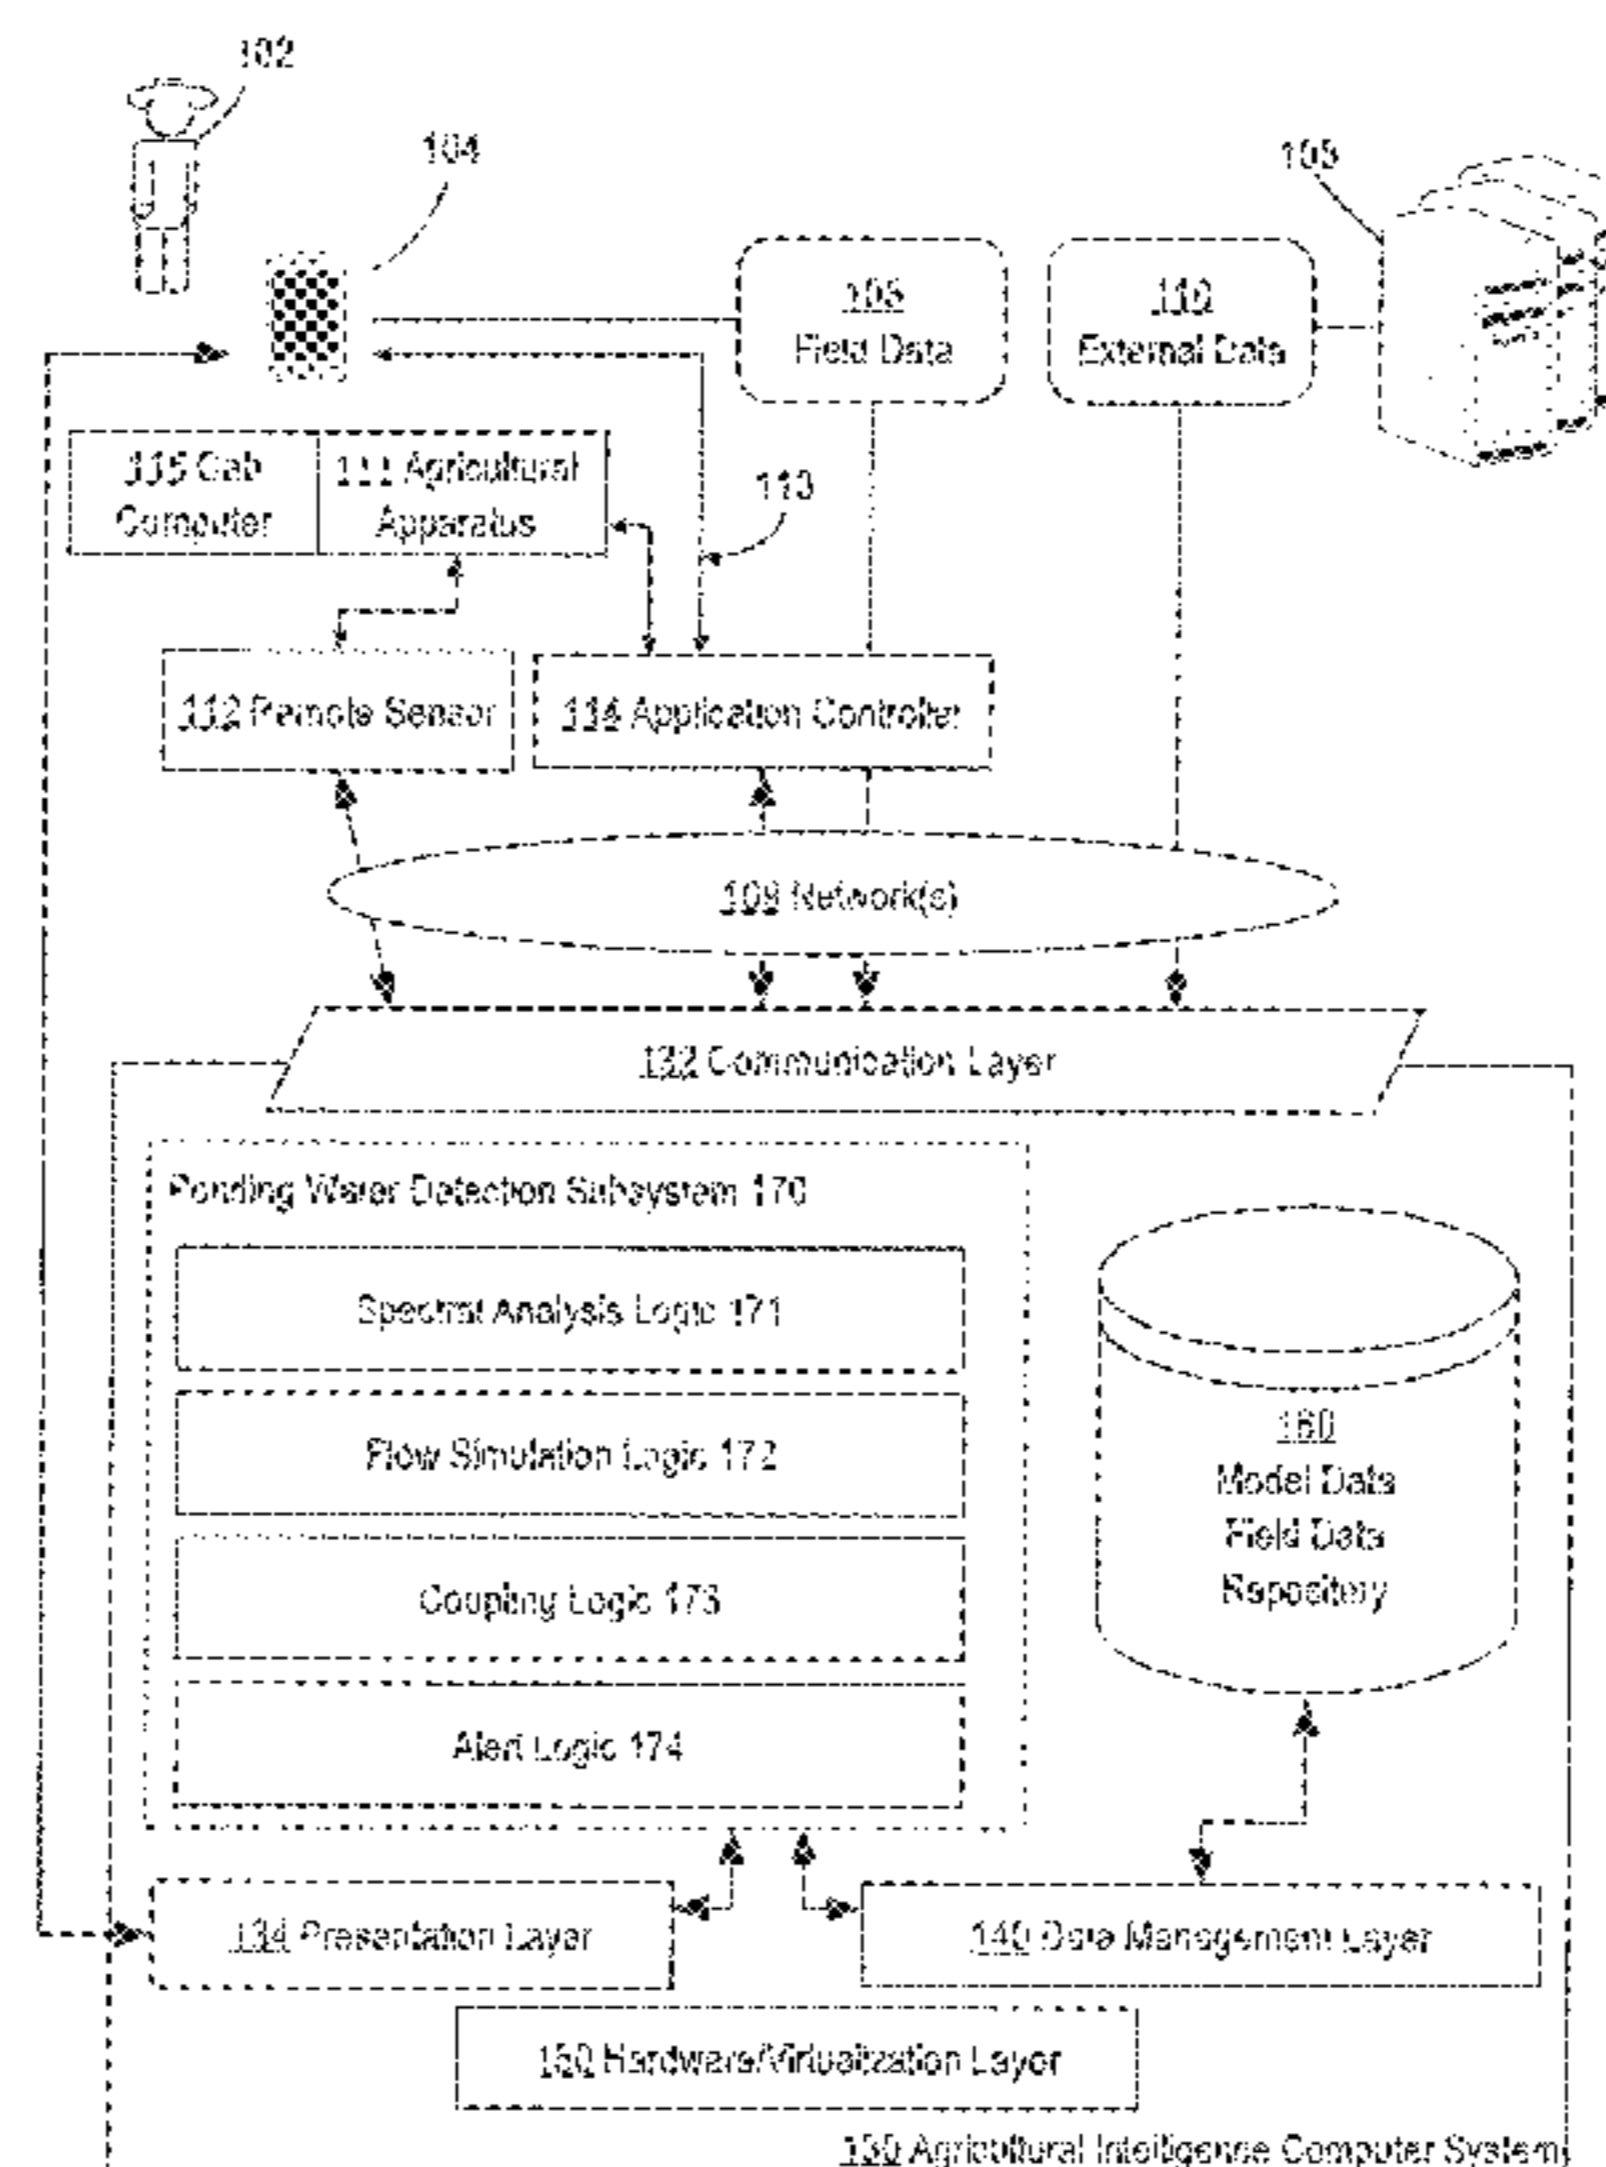 102
104
110
External Data
Field Data
115 Cab
Computer
111 Agricultural
Apparatus
113
112 Remote Sensor
114 Application Controller
109 Network(s)
132 Communication Layer
Ponding Water Detection Subsystem 170
Spectral Analysis Logic 171
Flow Simulation Logic 172
Coupling Logic 173
Alert Logic 174
160
Model Data
Field Data
Repository
134 Presentation Layer
140 Data Management Layer
150 Hardware/Virtualization Layer
130 Agricultural Intelligence Computer System